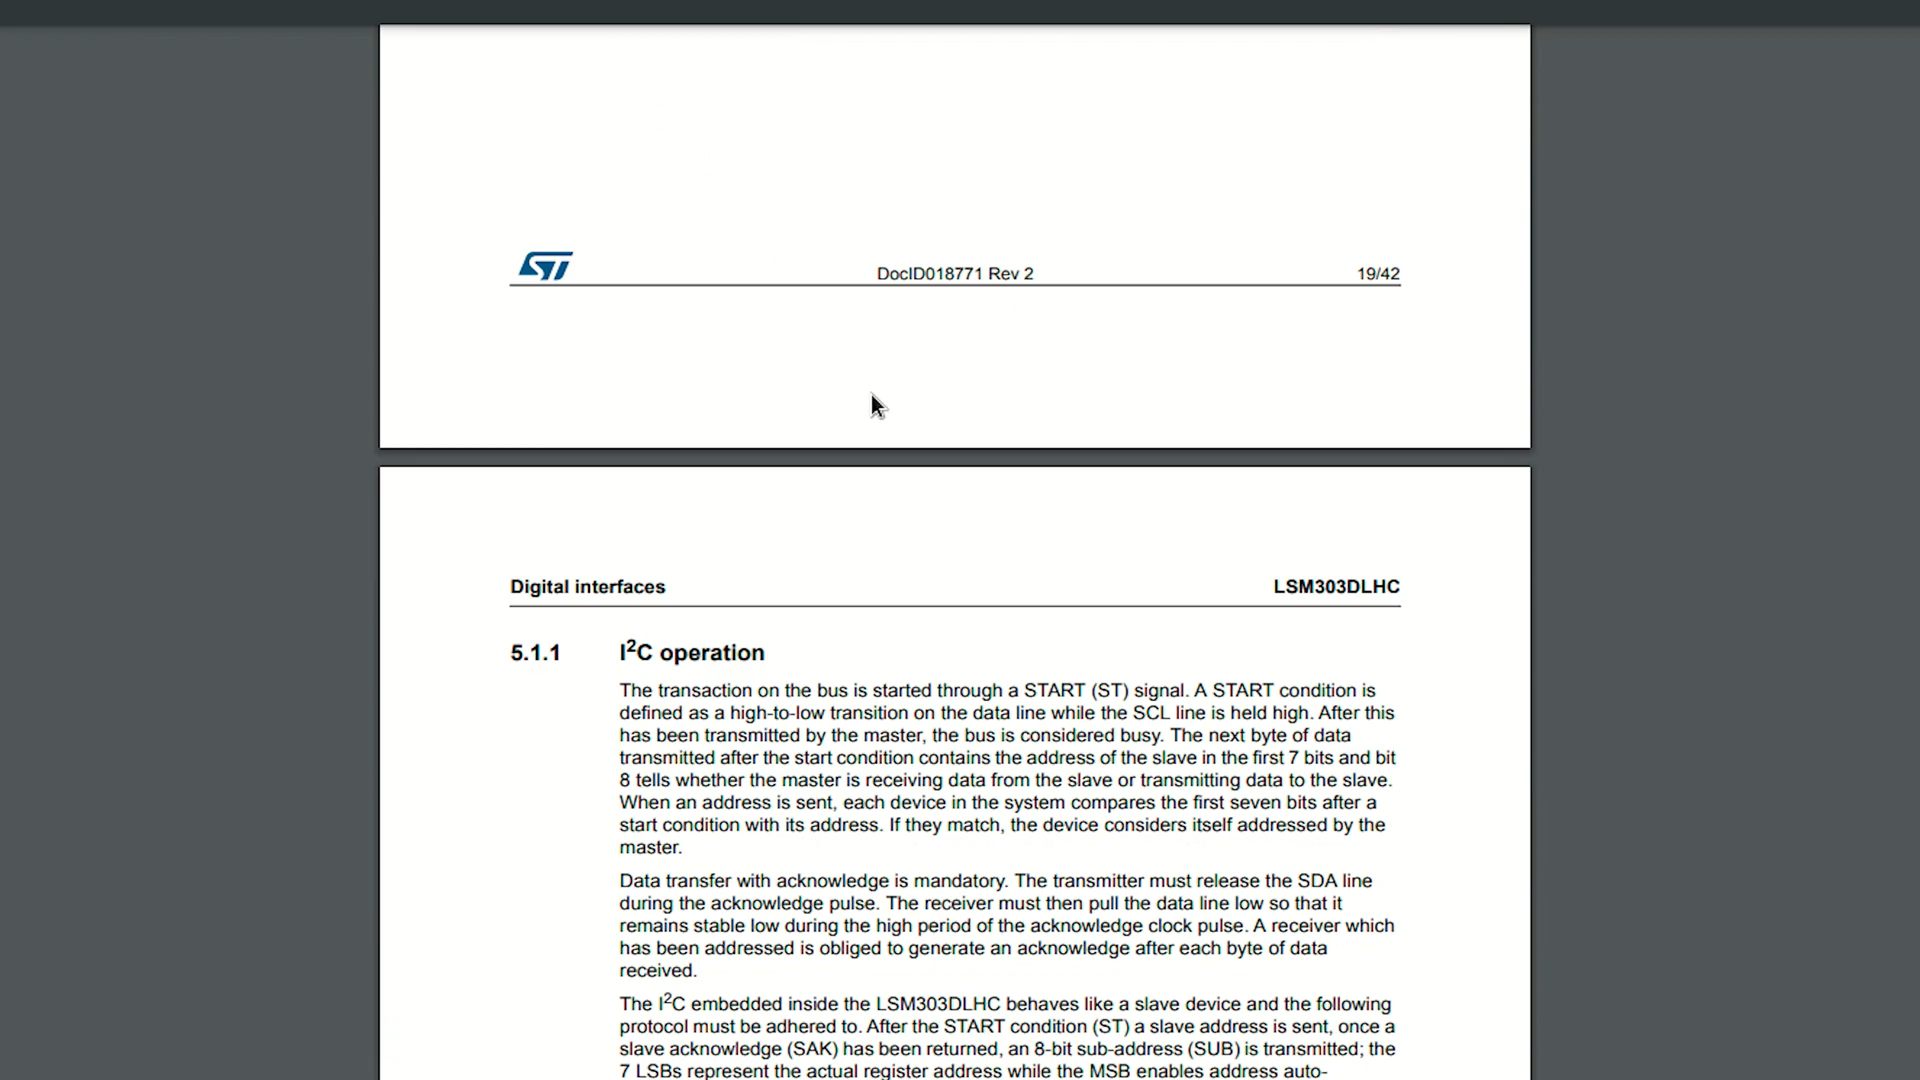 ST
DocID018771 Rev 2 19/42
Digital interfaces LSM303DLHC
5.1.1 I²C operation
The transaction on the bus is started through a START (ST) signal. A START condition is
defined as a high-to-low transition on the data line while the SCL line is held high. After this
has been transmitted by the master, the bus is considered busy. The next byte of data
transmitted after the start condition contains the address of the slave in the first 7 bits and bit
8 tells whether the master is receiving data from the slave or transmitting data to the slave.
When an address is sent, each device in the system compares the first seven bits after a
start condition with its address. If they match, the device considers itself addressed by the
master.
Data transfer with acknowledge is mandatory. The transmitter must release the SDA line
during the acknowledge pulse. The receiver must then pull the data line low so that it
remains stable low during the high period of the acknowledge clock pulse. A receiver which
has been addressed is obliged to generate an acknowledge after each byte of data
received.
The I²C embedded inside the LSM303DLHC behaves like a slave device and the following
protocol must be adhered to. After the START condition (ST) a slave address is sent, once a
slave acknowledge (SAK) has been returned, an 8-bit sub-address (SUB) is transmitted; the
7 LSBs represent the actual register address while the MSB enables address auto-